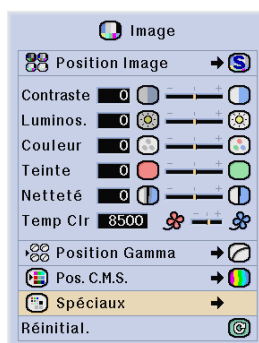 Image
Position Image S
Contraste 0 - +
Luminos. 0 - +
Couleur 0 - +
Teinte 0 - +
Netteté 0 - +
Temp Clr 8500 - +
Position Gamma
Pos. C.M.S.
Spéciaux
Réinitial.